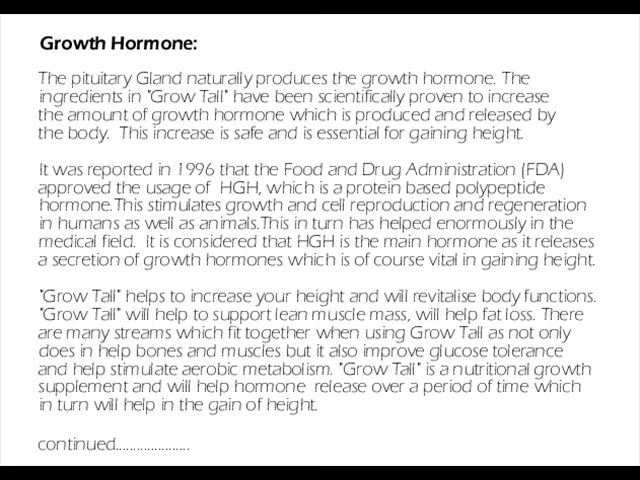 Growth Hormone:
The pituitary Gland naturally produces the growth hormone. The
ingredients in "Grow Tall" have been scientifically proven to increase
the amount of growth hormone which is produced and released by
the body.  This increase is safe and is essential for gaining height.
It was reported in 1996 that the Food and Drug Administration (FDA)
approved the usage of  HGH, which is a protein based polypeptide
hormone.This stimulates growth and cell reproduction and regeneration
in humans as well as animals.This in turn has helped enormously in the
medical field.  It is considered that HGH is the main hormone as it releases
a secretion of growth hormones which is of course vital in gaining height.
"Grow Tall" helps to increase your height and will revitalise body functions.
"Grow Tall" will help to support lean muscle mass, will help fat loss. There
are many streams which fit together when using Grow Tall as not only
does in help bones and muscles but it also improve glucose tolerance
and help stimulate aerobic metabolism. "Grow Tall" is a nutritional growth
supplement and will help hormone  release over a period of time which
in turn will help in the gain of height.
continued.....................